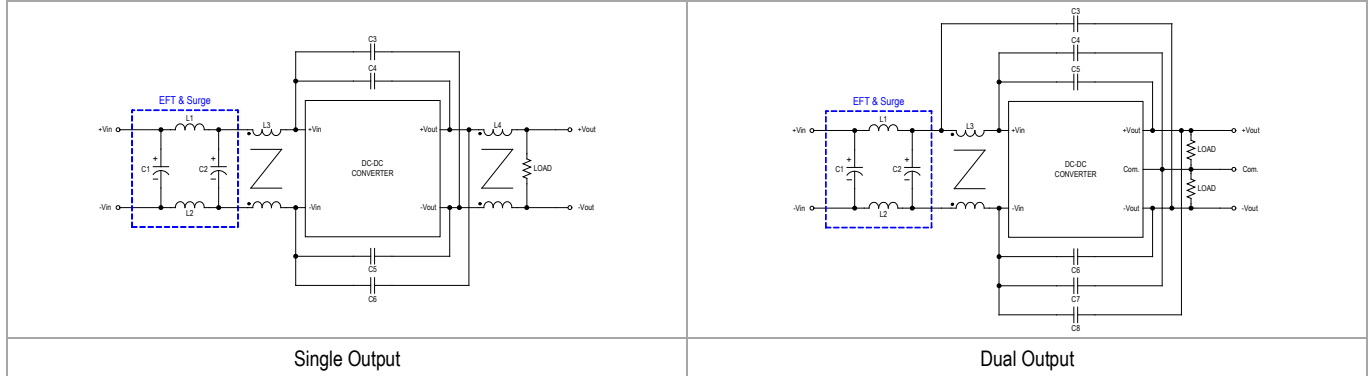 C3
C4
EFT & Surge
L1
L3
L4
+Vin
+Vin
+Vout
+Vout
+
C1
–
+
C2
–
DC-DC
CONVERTER
LOAD
-Vin
-Vin
-Vout
-Vout
L2
C5
C6
Single Output
C3
C4
C5
EFT & Surge
L1
L3
+Vin
+Vin
+Vout
+Vout
LOAD
+
C1
–
+
C2
–
DC-DC
CONVERTER
Com.
Com.
LOAD
-Vin
-Vin
-Vout
-Vout
L2
C6
C7
C8
Dual Output